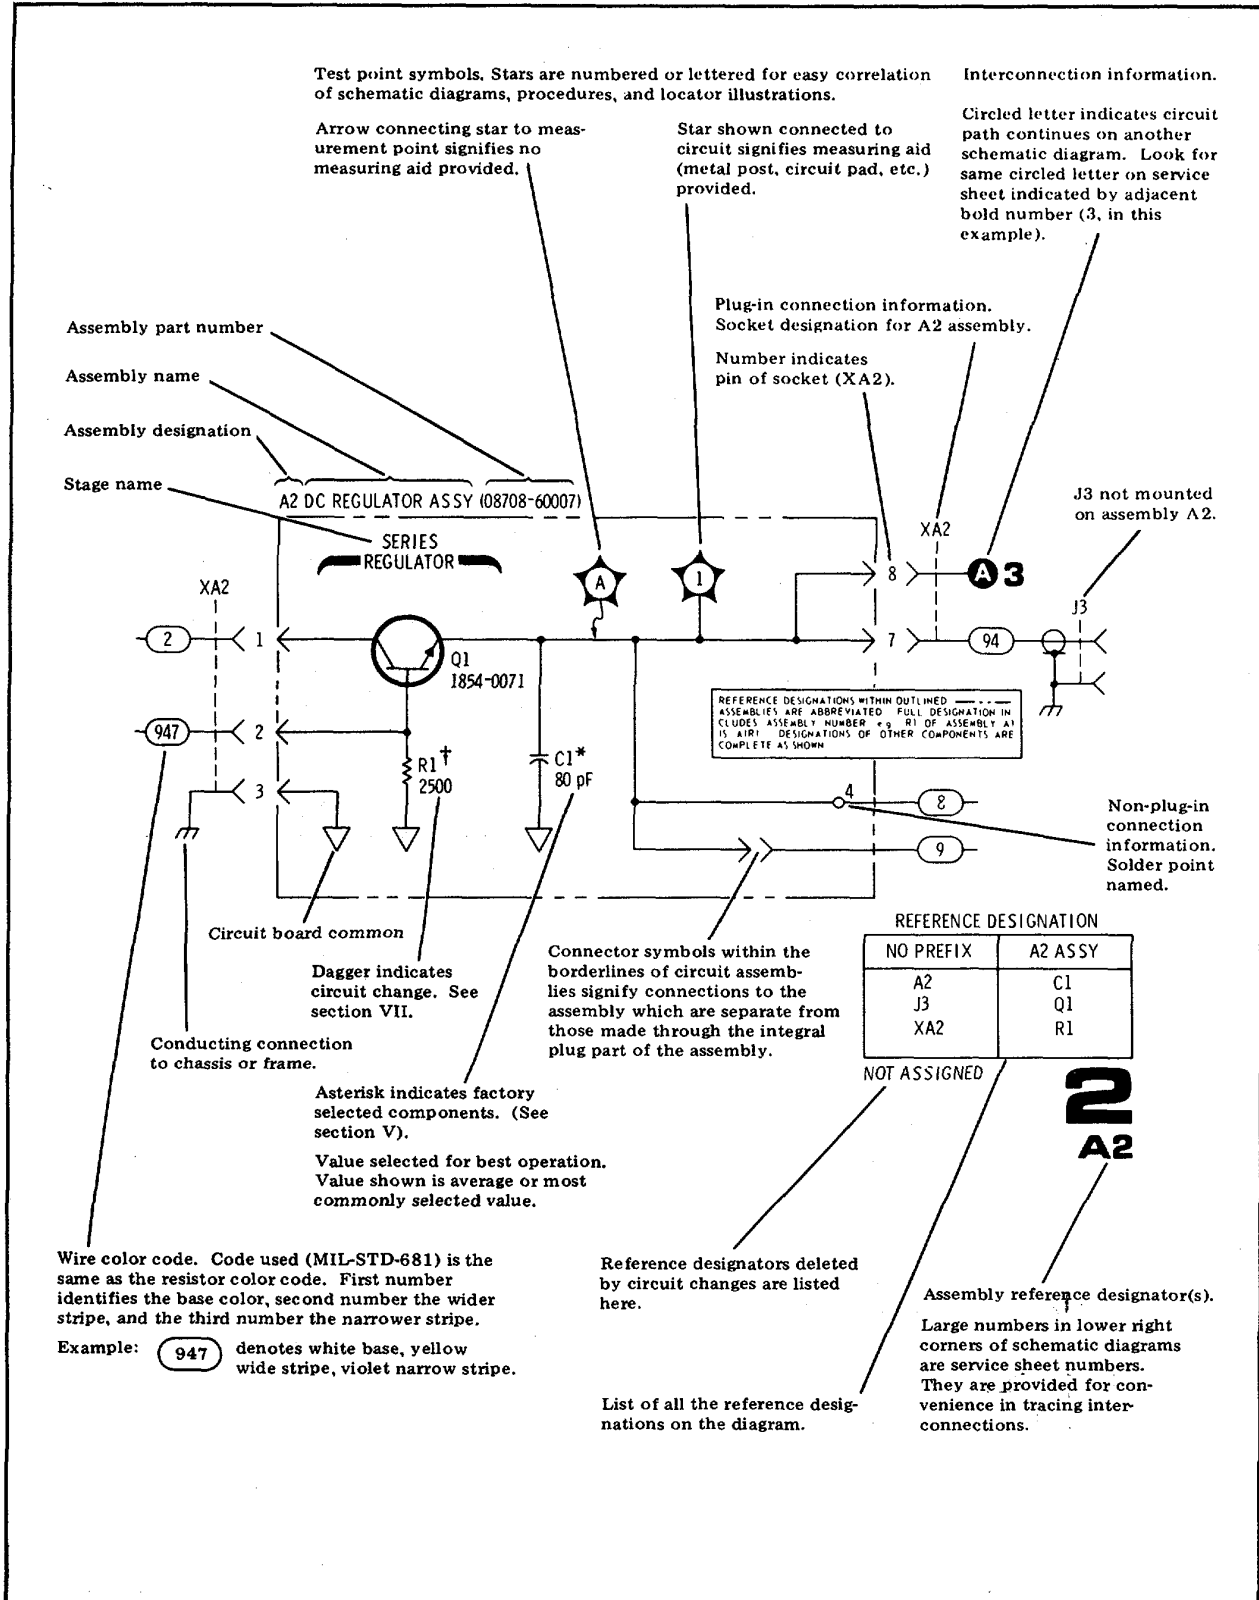 Test point symbols. Stars are numbered or lettered for easy correlation
of schematic diagrams, procedures, and locator illustrations.
Arrow connecting star to meas-
urement point signifies no
measuring aid provided.
Star shown connected to
circuit signifies measuring aid
(metal post, circuit pad, etc.)
provided.
Interconnection information.
Circled letter indicates circuit
path continues on another
schematic diagram. Look for
same circled letter on service
sheet indicated by adjacent
bold number (3, in this
example).
Plug-in connection information.
Socket designation for A2 assembly.
Number indicates
pin of socket (XA2).
Assembly part number
Assembly name
Assembly designation
Stage name
A2 DC REGULATOR ASSY (08708-60007)
J3 not mounted
on assembly A2.
SERIES
REGULATOR
XA2
A
1
8
XA2
A 3
J3
2
1
7
94
Q1
1854-0071
947
2
3
R1†
2500
C1*
80 pF
REFERENCE DESIGNATIONS WITHIN OUTLINED
ASSEMBLIES ARE ABBREVIATED FULL DESIGNATION IN
CLUDES ASSEMBLY NUMBER e g R1 OF ASSEMBLY A1
IS A1R1 DESIGNATIONS OF OTHER COMPONENTS ARE
COMPLETE AS SHOWN
4
8
9
Non-plug-in
connection
information.
Solder point
named.
Circuit board common
Dagger indicates
circuit change. See
section VII.
Conducting connection
to chassis or frame.
Asterisk indicates factory
selected components. (See
section V).
Value selected for best operation.
Value shown is average or most
commonly selected value.
Connector symbols within the
borderlines of circuit assemb-
lies signify connections to the
assembly which are separate from
those made through the integral
plug part of the assembly.
REFERENCE DESIGNATION
NO PREFIX A2 ASSY
A2 C1
J3 Q1
XA2 R1
NOT ASSIGNED
2
A2
Wire color code. Code used (MIL-STD-681) is the
same as the resistor color code. First number
identifies the base color, second number the wider
stripe, and the third number the narrower stripe.
Example: 947 denotes white base, yellow
wide stripe, violet narrow stripe.
Reference designators deleted
by circuit changes are listed
here.
List of all the reference desig-
nations on the diagram.
Assembly reference designator(s).
Large numbers in lower right
corners of schematic diagrams
are service sheet numbers.
They are provided for con-
venience in tracing inter-
connections.